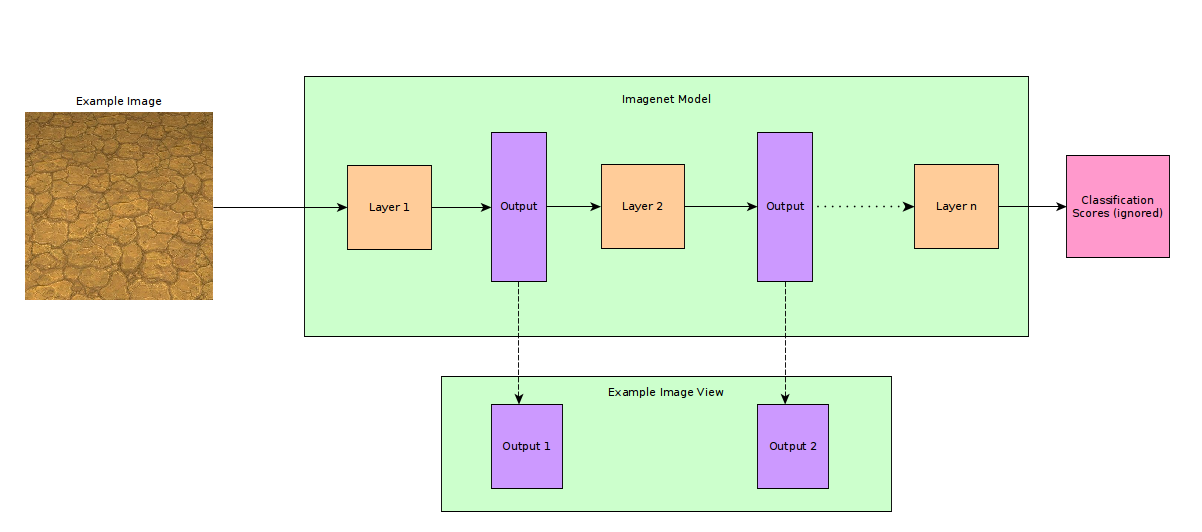 Example Image
Imagenet Model
Layer 1
Output
Layer 2
Output
Layer n
Classification
Scores (ignored)
Example Image View
Output 1
Output 2